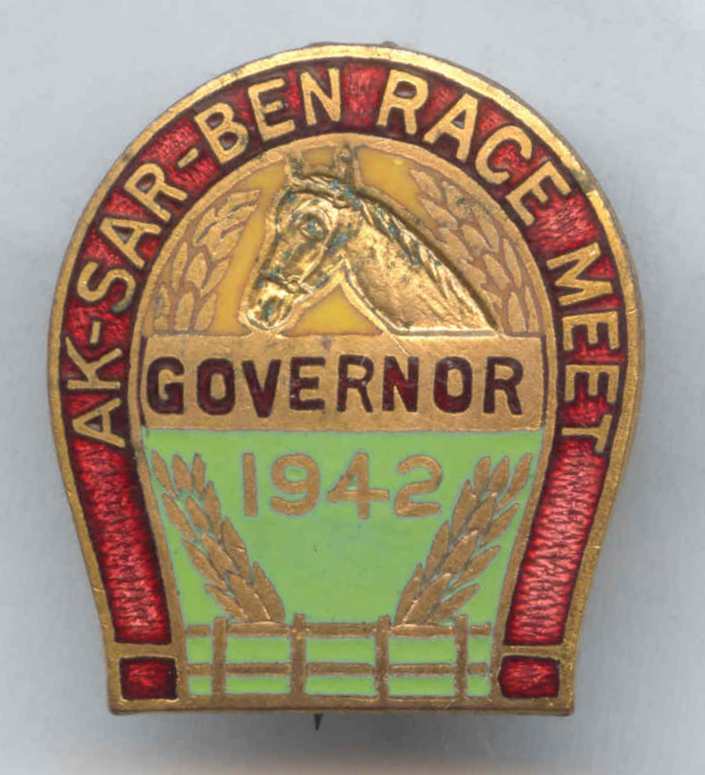 AK-SAR-BEN RACE MEET
GOVERNOR
1942